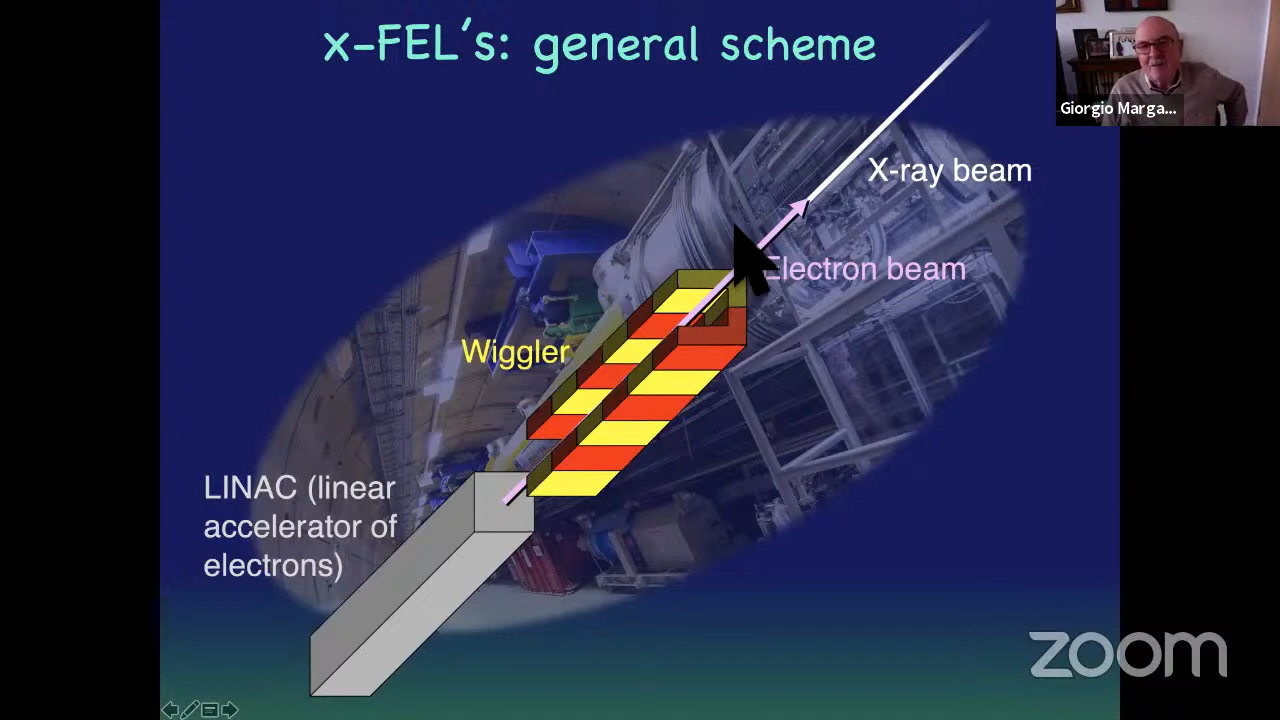 x-FEL's: general scheme
Giorgio Marga...
X-ray beam
Electron beam
Wiggler
LINAC (linear
accelerator of
electrons)
zoom